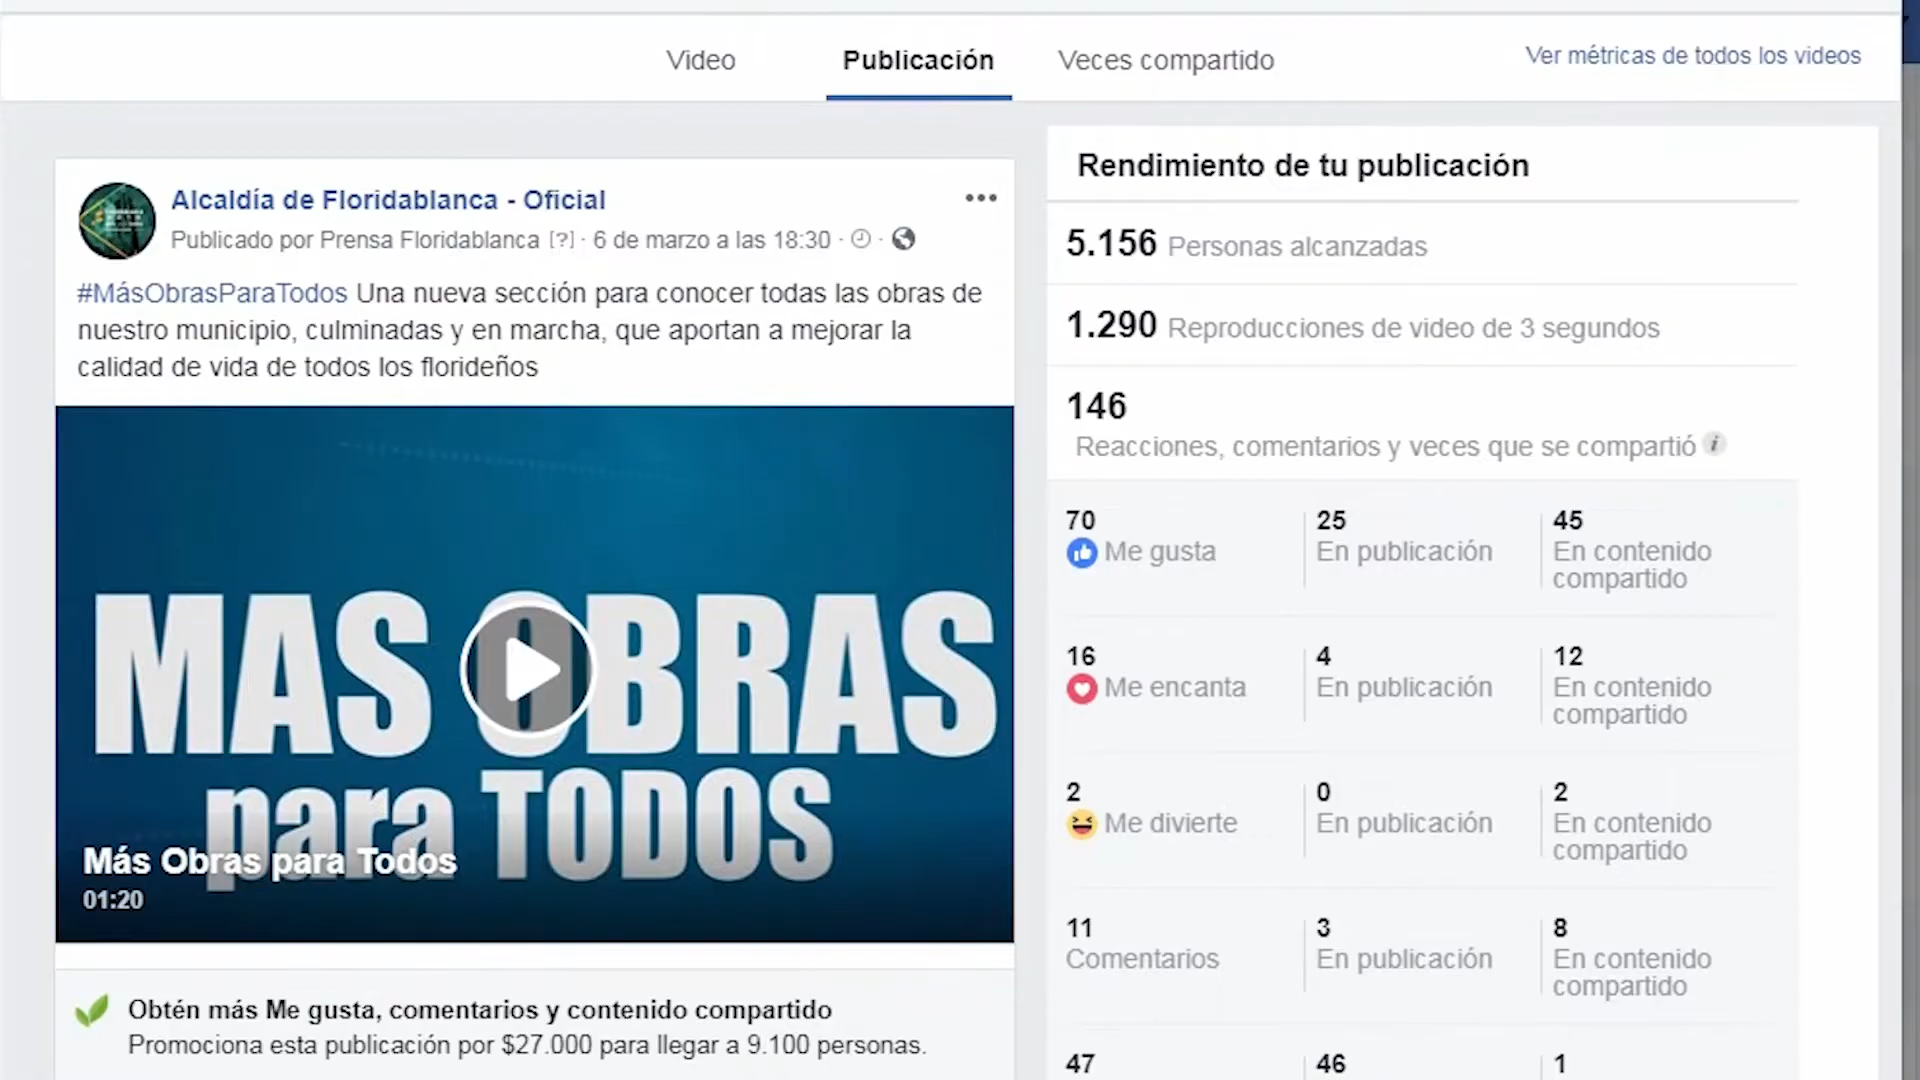 Video
Publicación
Veces compartido
Ver métricas de todos los videos
Alcaldía de Floridablanca - Oficial
Publicado por Prensa Floridablanca [?] · 6 de marzo a las 18:30 ·
#MásObrasParaTodos Una nueva sección para conocer todas las obras de
nuestro municipio, culminadas y en marcha, que aportan a mejorar la
calidad de vida de todos los florideños
MAS OBRAS
para TODOS
Más Obras para Todos
01:20
Obtén más Me gusta, comentarios y contenido compartido
Promociona esta publicación por $27.000 para llegar a 9.100 personas.
Rendimiento de tu publicación
5.156 Personas alcanzadas
1.290 Reproducciones de video de 3 segundos
146
Reacciones, comentarios y veces que se compartió
70
Me gusta
25
En publicación
45
En contenido
compartido
16
Me encanta
4
En publicación
12
En contenido
compartido
2
Me divierte
0
En publicación
2
En contenido
compartido
11
Comentarios
3
En publicación
8
En contenido
compartido
47
46
1